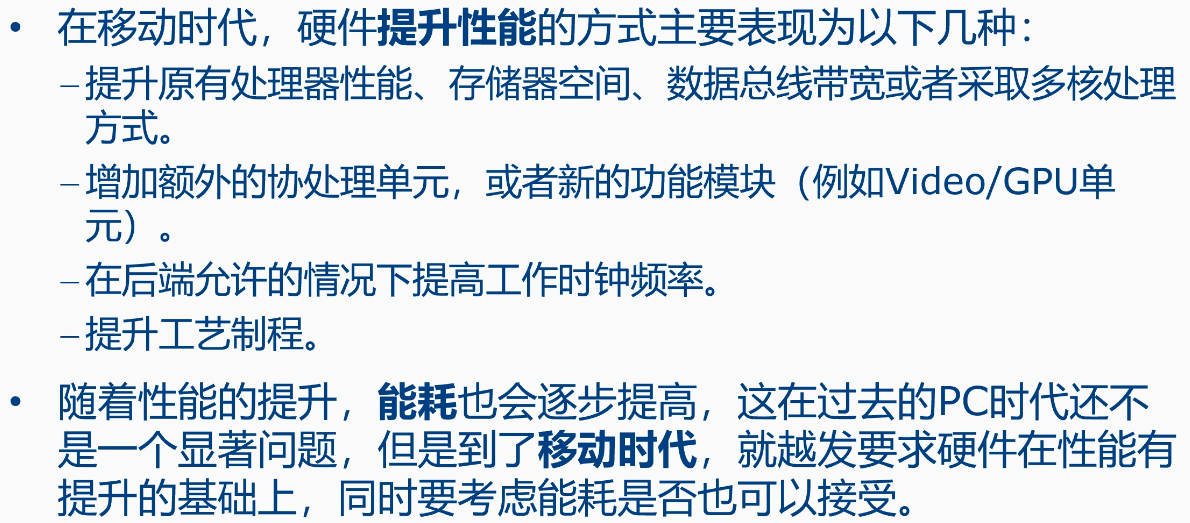 • 在移动时代，硬件提升性能的方式主要表现为以下几种：
–提升原有处理器性能、存储器空间、数据总线带宽或者采取多核处理
方式。
–增加额外的协处理单元，或者新的功能模块（例如Video/GPU单
元）。
–在后端允许的情况下提高工作时钟频率。
–提升工艺制程。
• 随着性能的提升，能耗也会逐步提高，这在过去的PC时代还不
是一个显著问题，但是到了移动时代，就越发要求硬件在性能有
提升的基础上，同时要考虑能耗是否也可以接受。